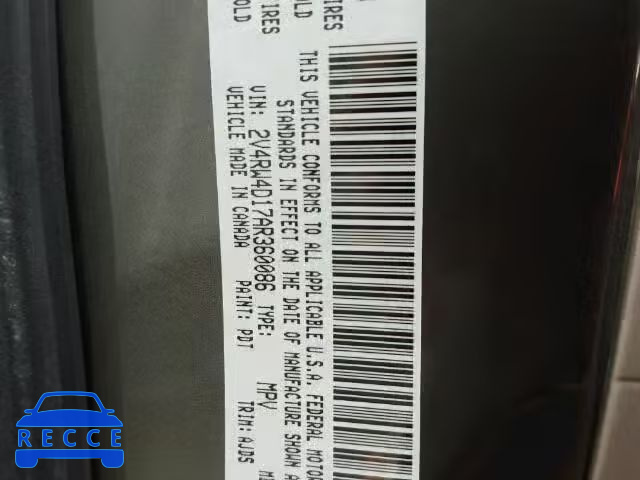 IRES
OLD
IRES
OLD
THIS VEHICLE CONFORMS TO ALL APPLICABLE U.S.A. FEDERAL MOTOR
STANDARDS IN EFFECT ON THE DATE OF MANUFACTURE SHOWN A
VIN: 2V4RW4D17AR360086 TYPE: MPV
VEHICLE MADE IN CANADA PAINT: PDT TRIM: AJDS
RECCE